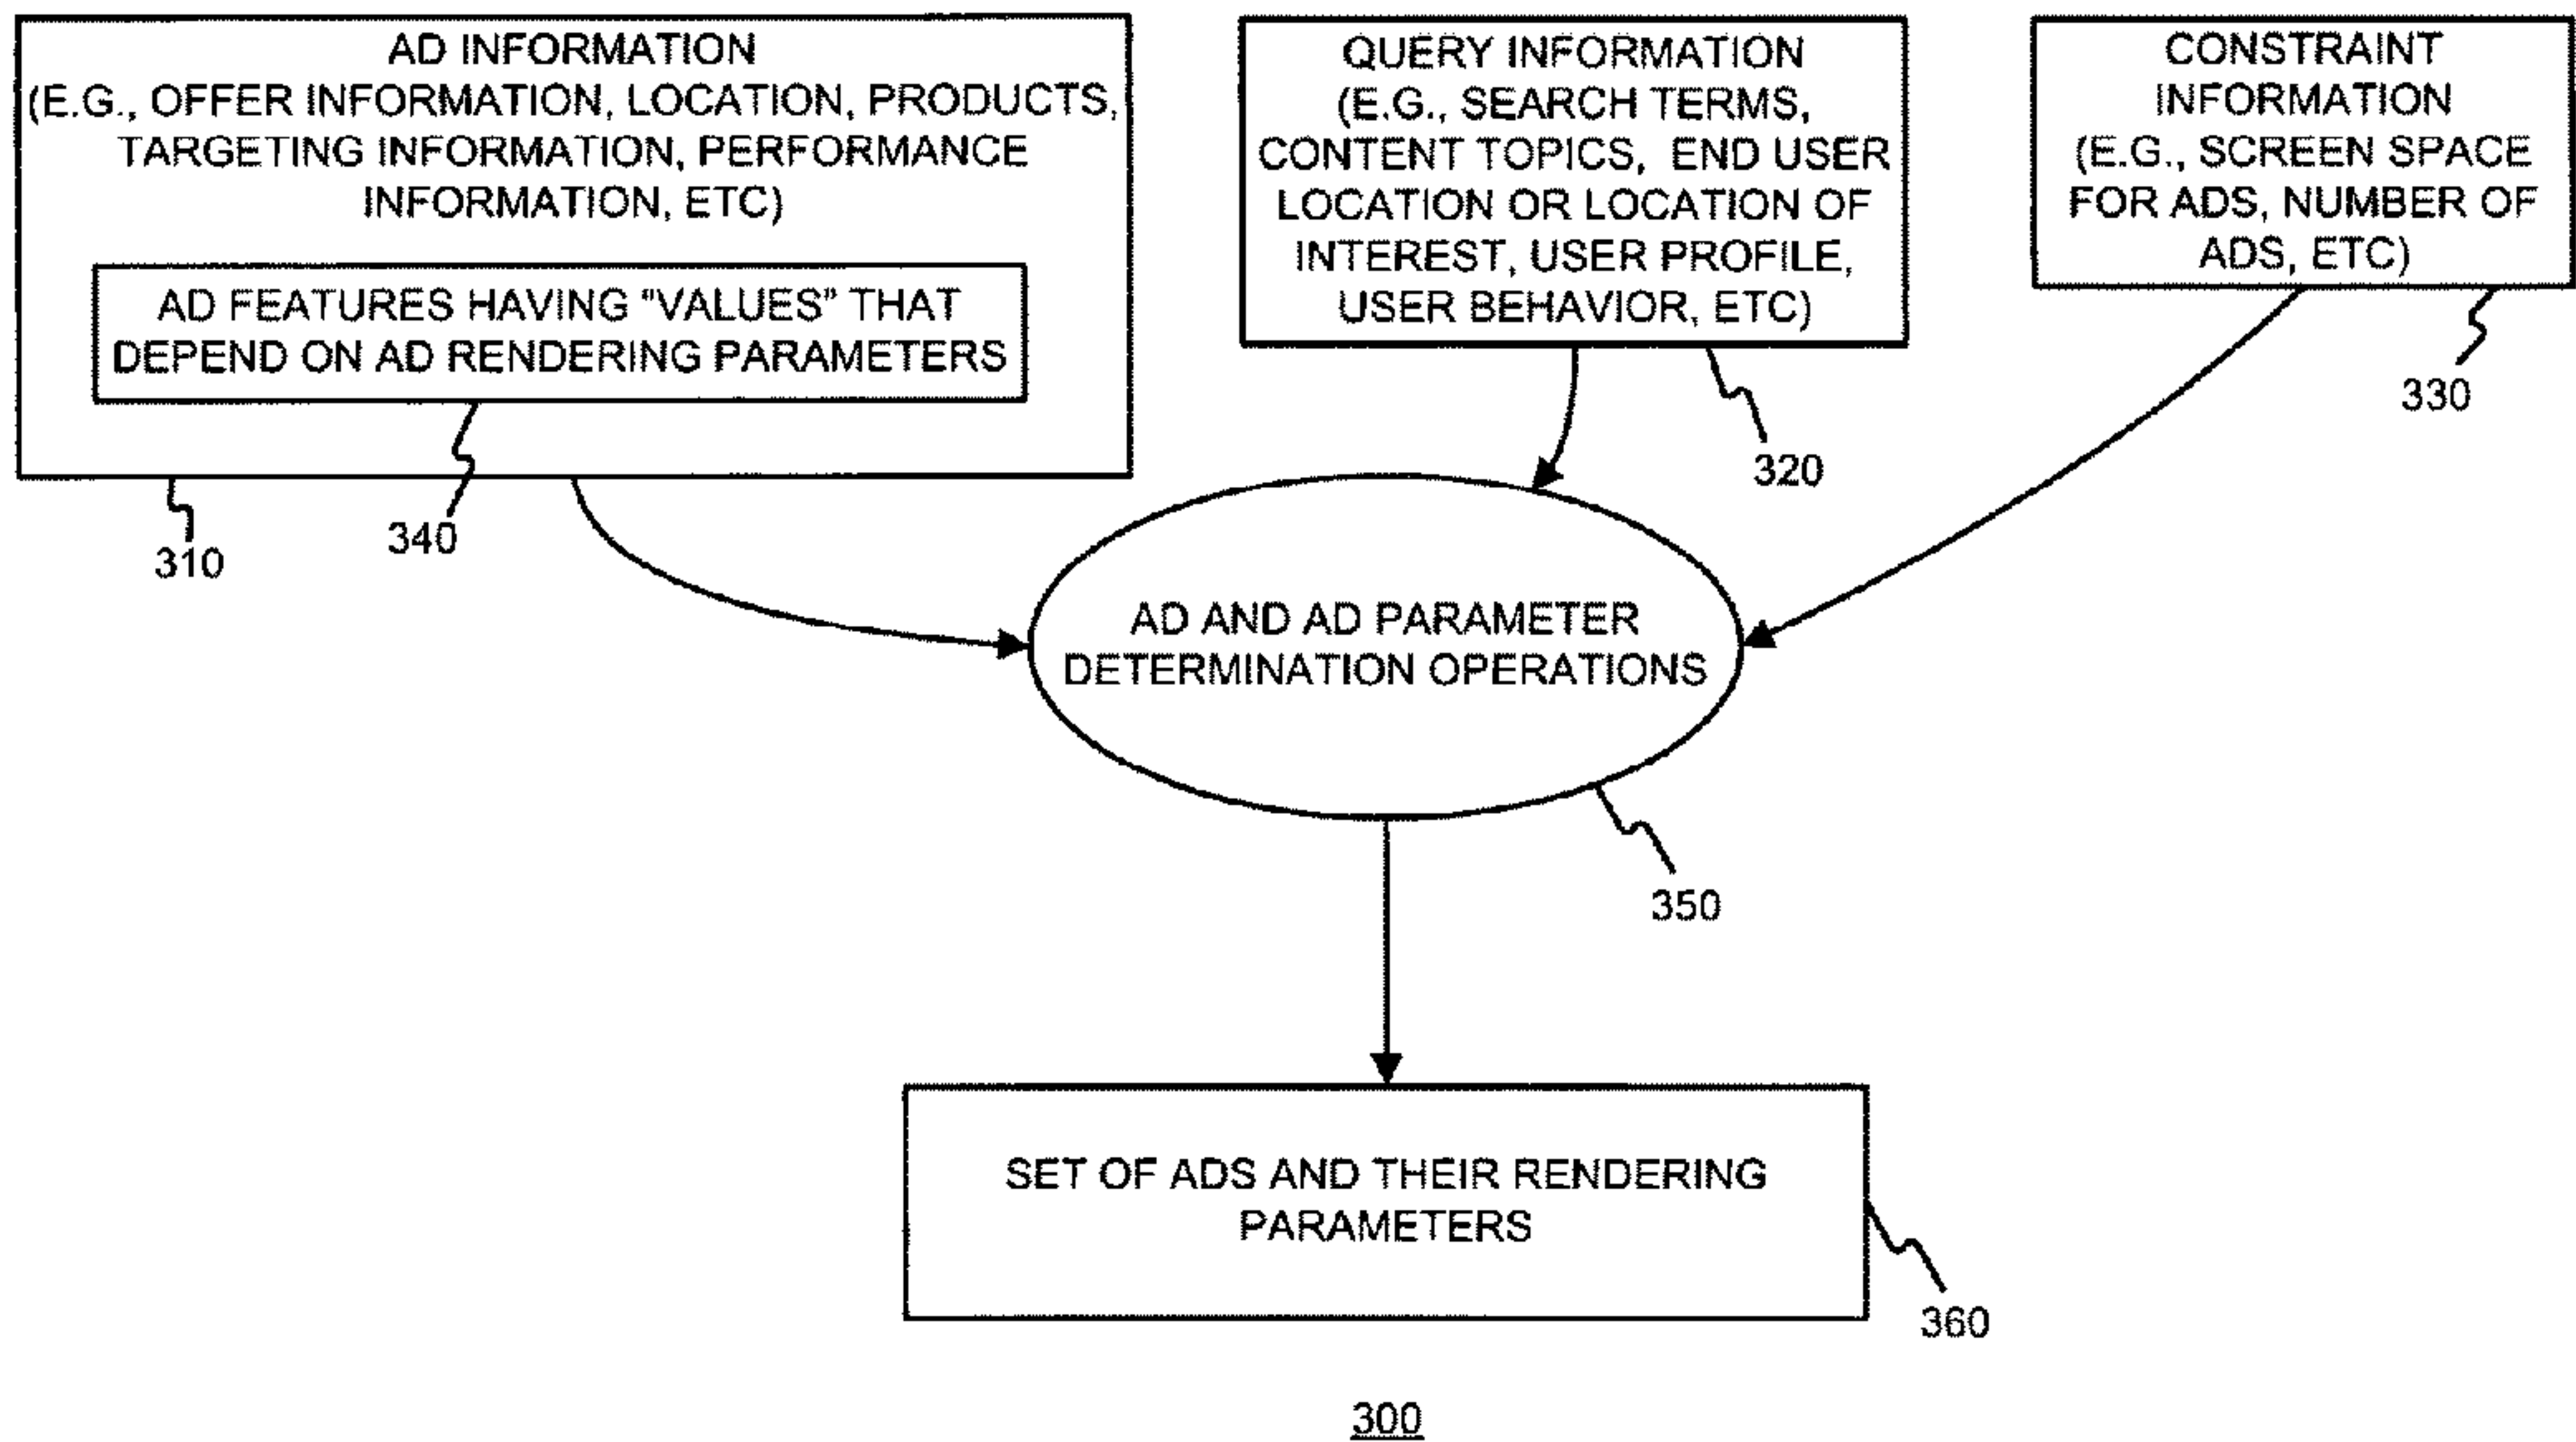 AD INFORMATION
(E.G., OFFER INFORMATION, LOCATION, PRODUCTS,
TARGETING INFORMATION, PERFORMANCE
INFORMATION, ETC)
AD FEATURES HAVING "VALUES" THAT
DEPEND ON AD RENDERING PARAMETERS
310
340
QUERY INFORMATION
(E.G., SEARCH TERMS,
CONTENT TOPICS, END USER
LOCATION OR LOCATION OF
INTEREST, USER PROFILE,
USER BEHAVIOR, ETC)
320
CONSTRAINT
INFORMATION
(E.G., SCREEN SPACE
FOR ADS, NUMBER OF
ADS, ETC)
330
AD AND AD PARAMETER
DETERMINATION OPERATIONS
350
SET OF ADS AND THEIR RENDERING
PARAMETERS
360
300